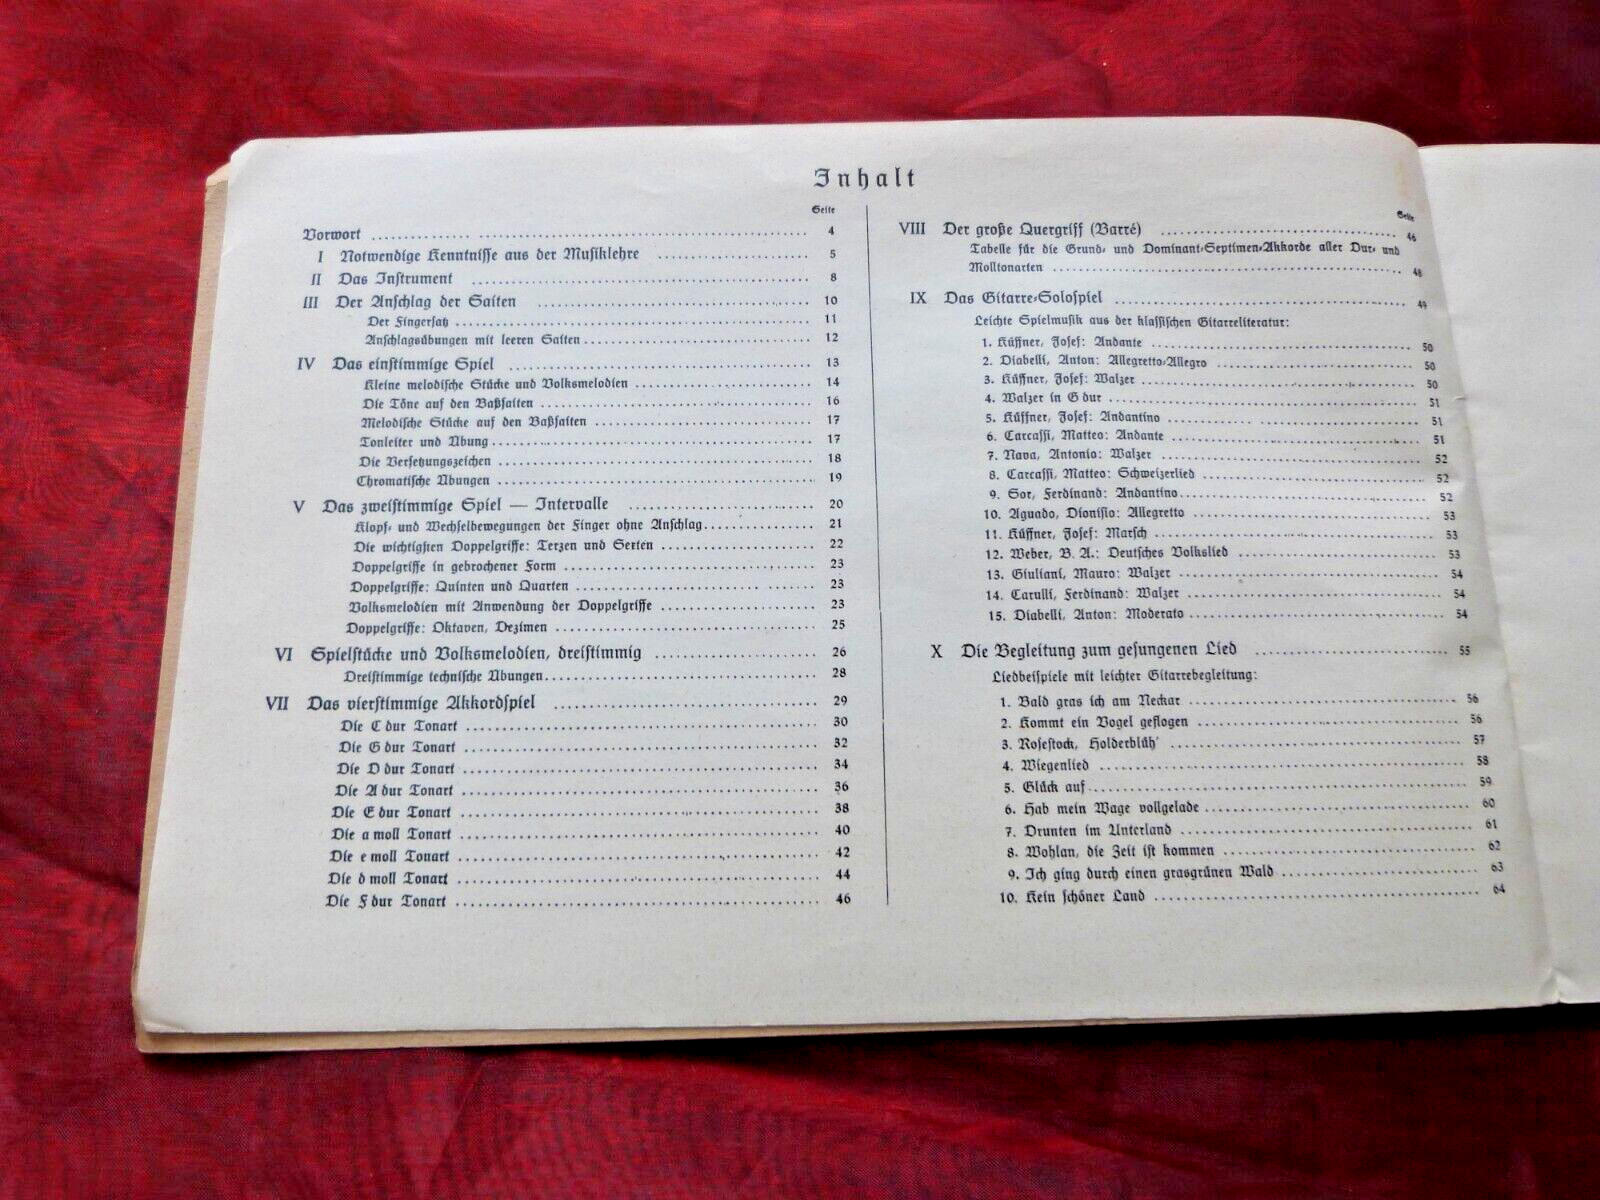 Inhalt
Seite
Vorwort 4
I Notwendige Kenntnisse aus der Musiklehre 5
II Das Instrument 8
III Der Anschlag der Saiten 10
Der Fingersatz 11
Anschlagsübungen mit leeren Saiten 12
IV Das einstimmige Spiel 13
Kleine melodische Stücke und Volksmelodien 14
Die Töne auf den Baßsaiten 16
Melodische Stücke auf den Baßsaiten 17
Tonleiter und Übung 17
Die Versetzungszeichen 18
Chromatische Übungen 19
V Das zweistimmige Spiel — Intervalle 20
Klopf- und Wechselbewegungen der Finger ohne Anschlag 21
Die wichtigsten Doppelgriffe: Terzen und Sexten 22
Doppelgriffe in gebrochener Form 23
Doppelgriffe: Quinten und Quarten 23
Volksmelodien mit Anwendung der Doppelgriffe 23
Doppelgriffe: Oktaven, Dezimen 25
VI Spielstücke und Volksmelodien, dreistimmig 26
Dreistimmige technische Übungen 28
VII Das vierstimmige Akkordspiel 29
Die C dur Tonart 30
Die G dur Tonart 32
Die D dur Tonart 34
Die A dur Tonart 36
Die E dur Tonart 38
Die a moll Tonart 40
Die e moll Tonart 42
Die d moll Tonart 44
Die F dur Tonart 46
Seite
VIII Der große Quergriff (Barré) 46
Tabelle für die Grund- und Dominant-Septimen-Akkorde aller Dur- und
Molltonarten 48
IX Das Gitarre-Solospiel 49
Leichte Spielmusik aus der klassischen Gitarreliteratur:
1. Küffner, Josef: Andante 50
2. Diabelli, Anton: Allegretto-Allegro 50
3. Küffner, Josef: Walzer 50
4. Walzer in G dur 51
5. Küffner, Josef: Andantino 51
6. Carcassi, Matteo: Andante 51
7. Nava, Antonio: Walzer 52
8. Carcassi, Matteo: Schweizerlied 52
9. Sor, Ferdinand: Andantino 52
10. Aguado, Dionisio: Allegretto 53
11. Küffner, Josef: Marsch 53
12. Weber, B. A.: Deutsches Volkslied 53
13. Giuliani, Mauro: Walzer 54
14. Carulli, Ferdinand: Walzer 54
15. Diabelli, Anton: Moderato 54
X Die Begleitung zum gesungenen Lied 55
Liedbeispiele mit leichter Gitarrebegleitung:
1. Bald gras ich am Neckar 56
2. Kommt ein Vogel geflogen 56
3. Rosestock, Holderblüh' 57
4. Wiegenlied 58
5. Glück auf 59
6. Hab mein Wage vollgelade 60
7. Drunten im Unterland 61
8. Wohlan, die Zeit ist kommen 62
9. Ich ging durch einen grasgrünen Wald 63
10. Kein schöner Land 64